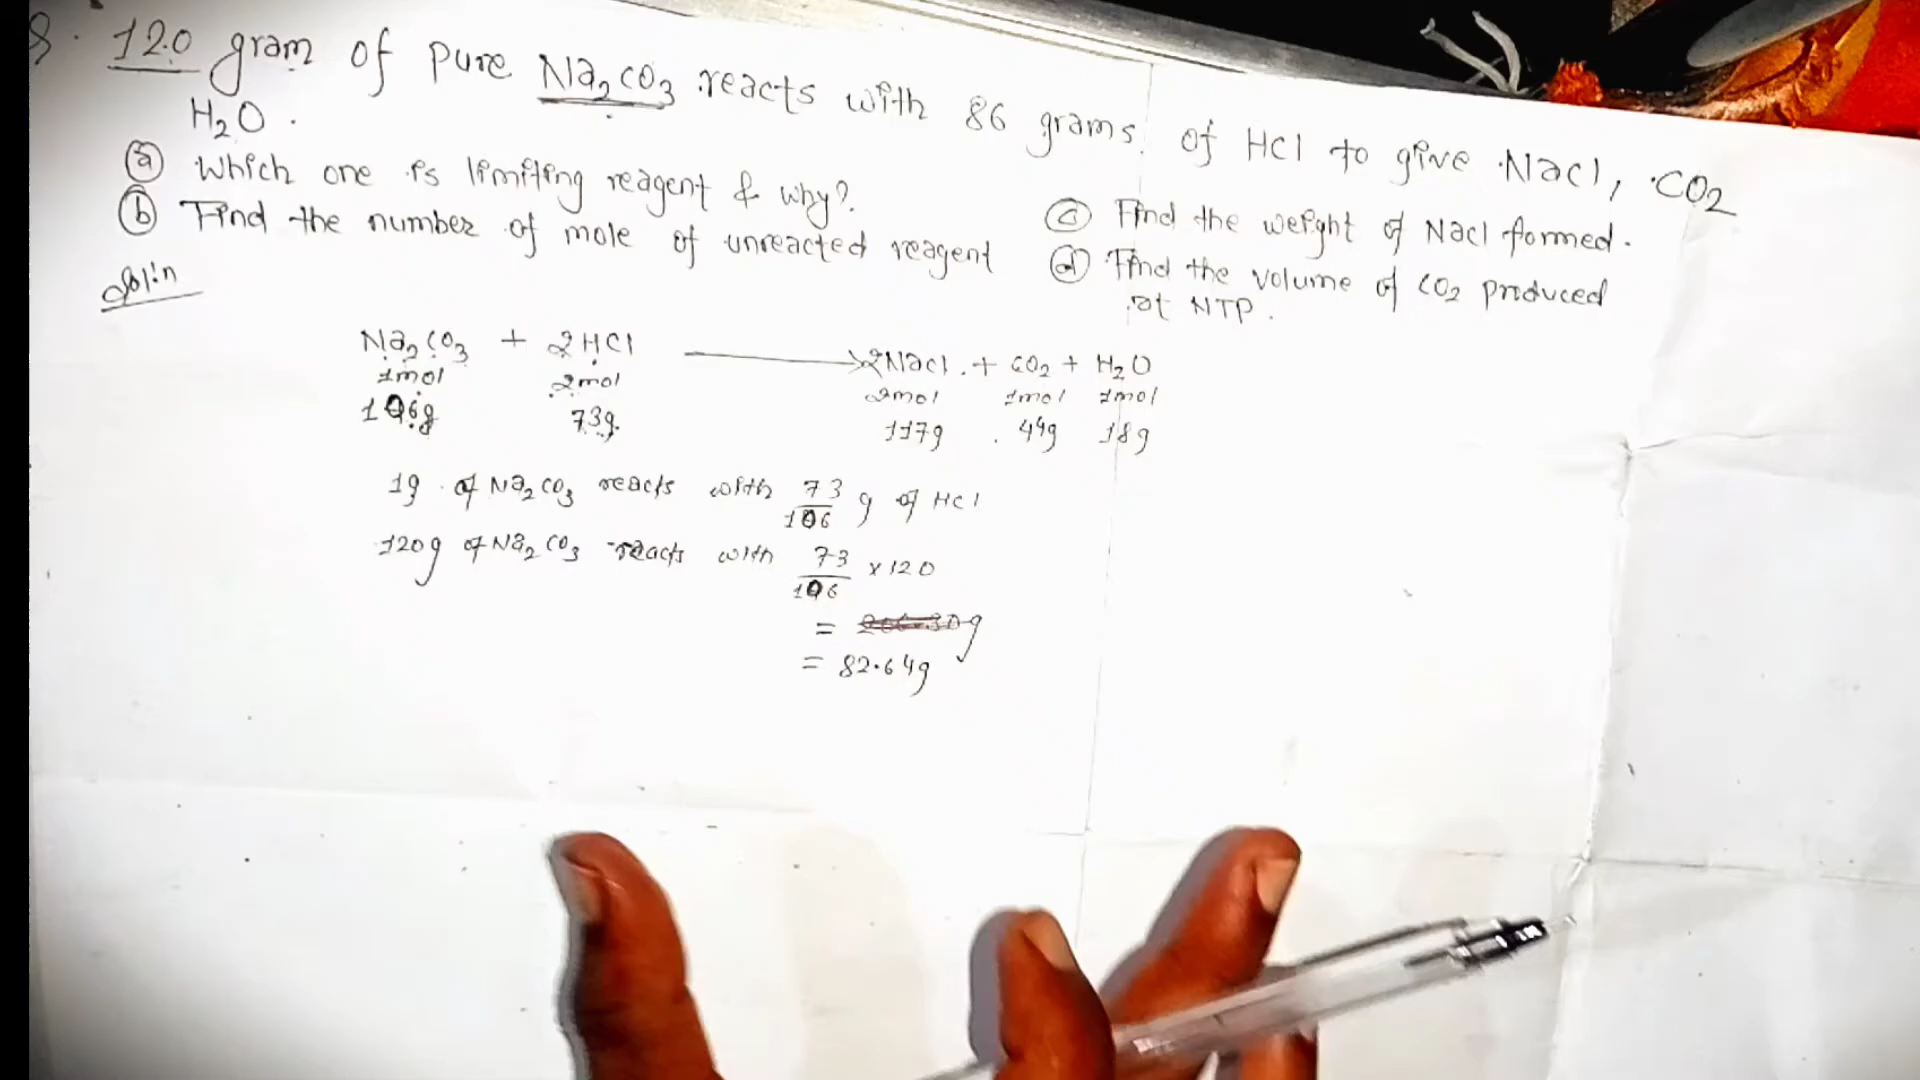 Q. 120 gram of pure Na2CO3 reacts with 86 grams of HCl to give NaCl, CO2
H2O.
(a) Which one is limiting reagent & why?
(b) Find the number of mole of unreacted reagent
(c) Find the weight of NaCl formed.
(d) Find the volume of CO2 produced
at NTP.
Sol:n
Na2CO3 + 2HCl → 2NaCl + CO2 + H2O
1mol 2mol 2mol 1mol 1mol
106g 73g 117g 44g 18g
1g of Na2CO3 reacts with 73/106 g of HCl
120g of Na2CO3 reacts with 73/106 × 120
= g
= 82.64g